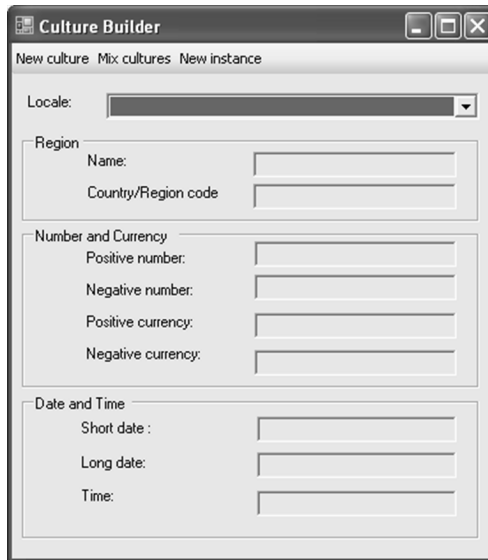 Culture Builder
New culture Mix cultures New instance
Locale:
Region
Name:
Country/Region code
Number and Currency
Positive number:
Negative number:
Positive currency:
Negative currency:
Date and Time
Short date :
Long date:
Time: